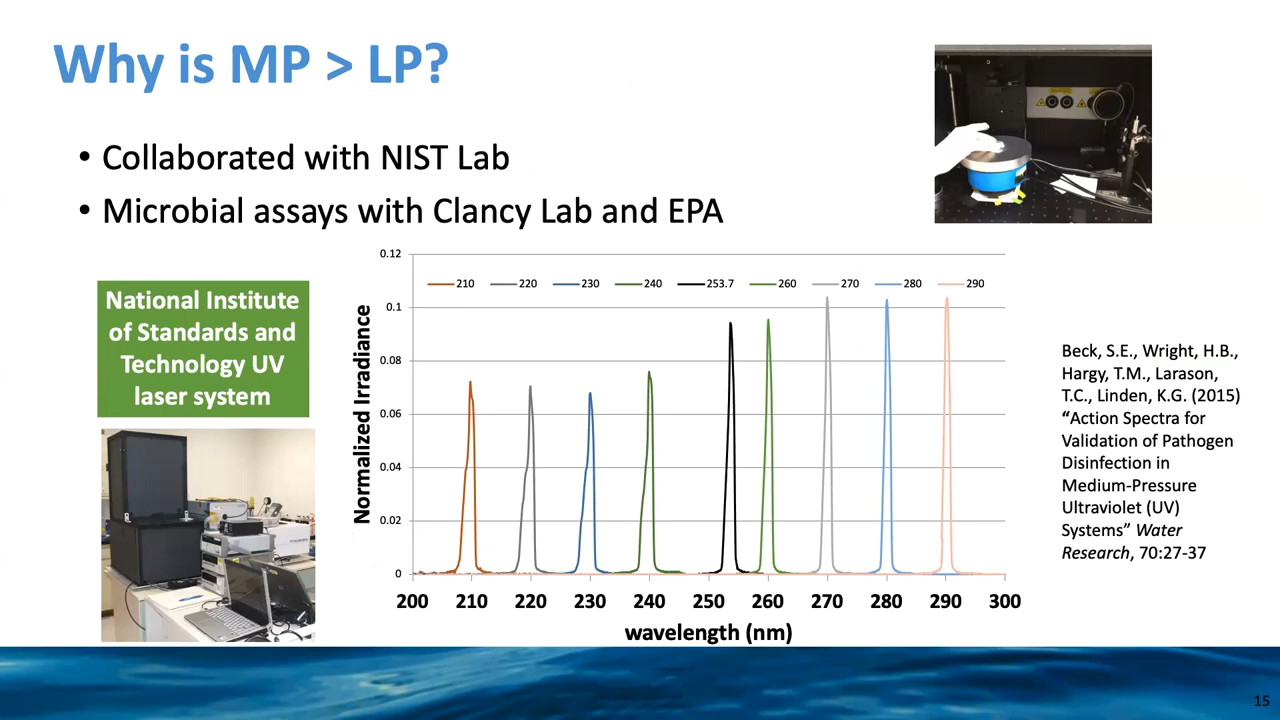 Why is MP > LP?
• Collaborated with NIST Lab
• Microbial assays with Clancy Lab and EPA
National Institute
of Standards and
Technology UV
laser system
0.12
0.1
0.08
0.06
0.04
0.02
0
Normalized Irradiance
210 220 230 240 253.7 260 270 280 290
200 210 220 230 240 250 260 270 280 290 300
wavelength (nm)
Beck, S.E., Wright, H.B.,
Hargy, T.M., Larason,
T.C., Linden, K.G. (2015)
“Action Spectra for
Validation of Pathogen
Disinfection in
Medium-Pressure
Ultraviolet (UV)
Systems” Water
Research, 70:27-37
15